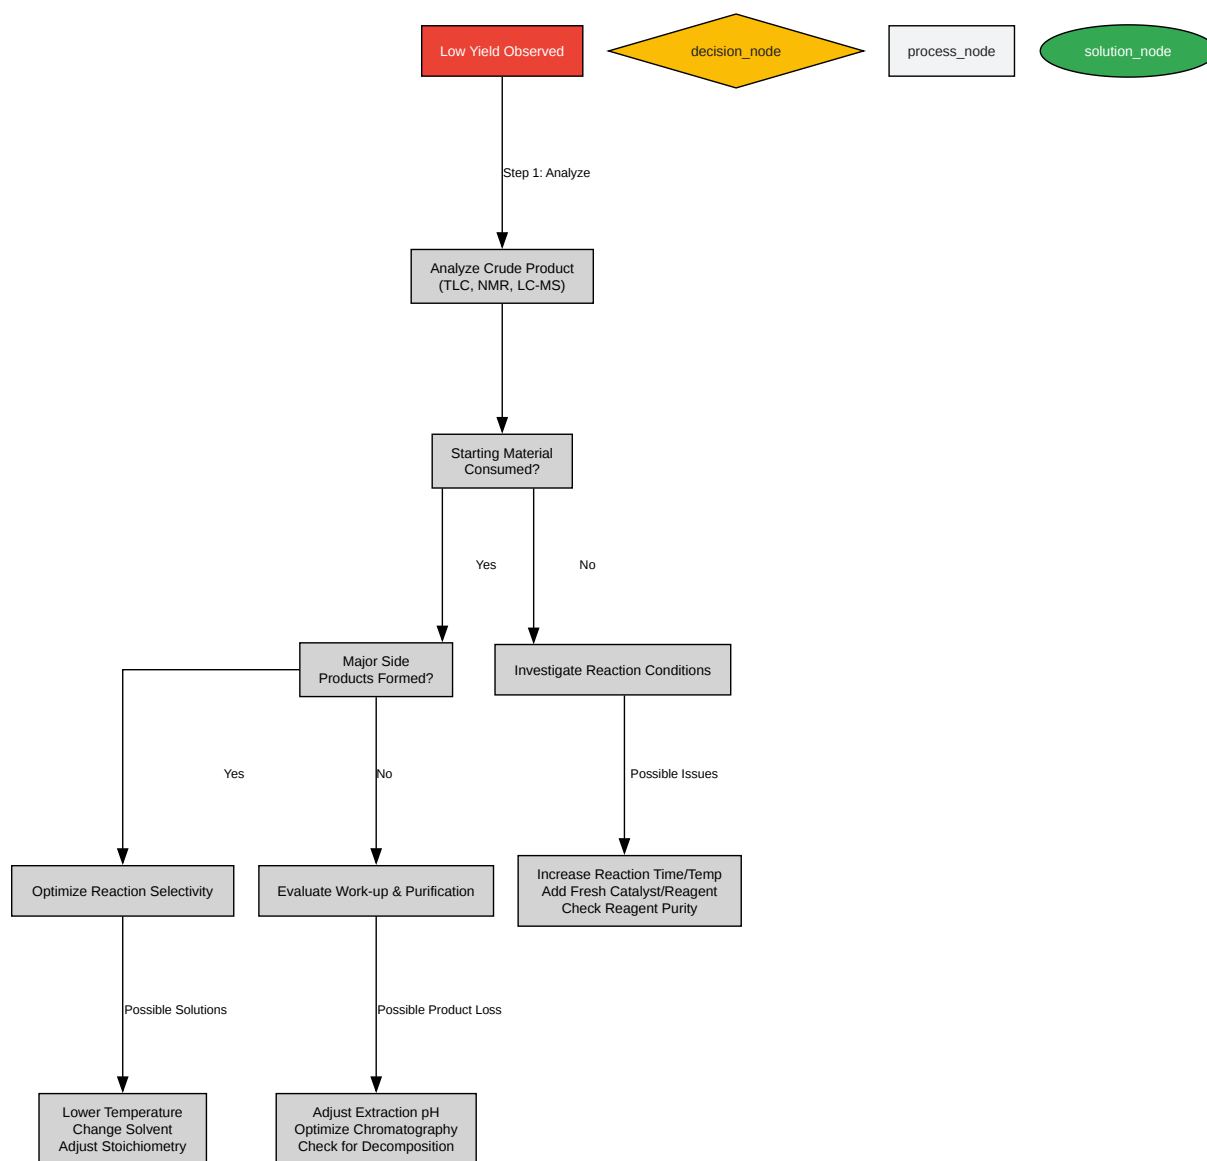 Low Yield Observed
decision_node
process_node
solution_node
Step 1: Analyze
Analyze Crude Product
(TLC, NMR, LC-MS)
Starting Material
Consumed?
Yes
No
Major Side
Products Formed?
Investigate Reaction Conditions
Yes
No
Possible Issues
Optimize Reaction Selectivity
Evaluate Work-up & Purification
Increase Reaction Time/Temp
Add Fresh Catalyst/Reagent
Check Reagent Purity
Possible Solutions
Possible Product Loss
Lower Temperature
Change Solvent
Adjust Stoichiometry
Adjust Extraction pH
Optimize Chromatography
Check for Decomposition